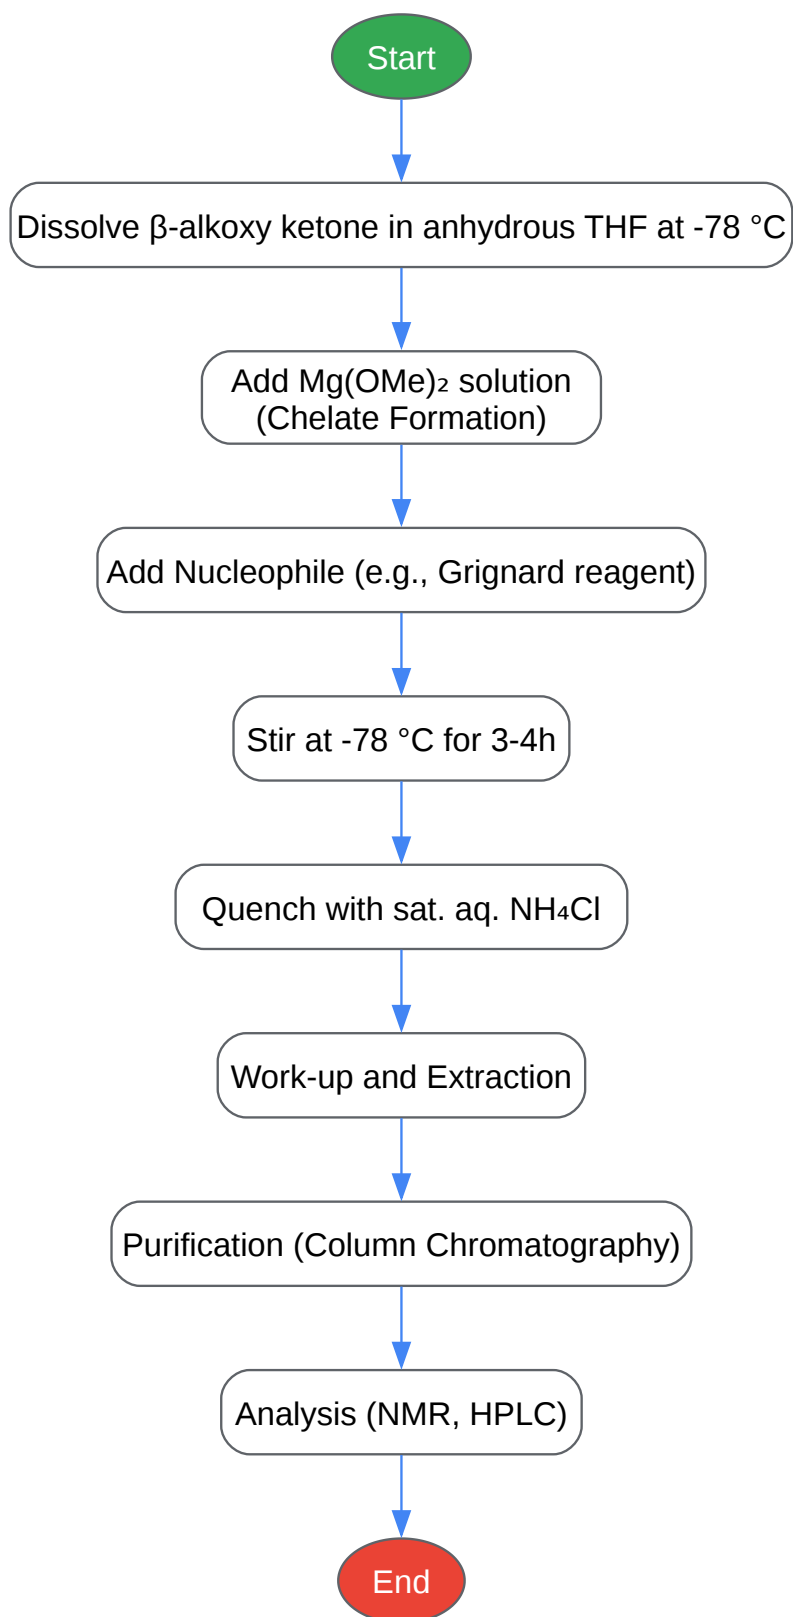 Start
Dissolve β-alkoxy ketone in anhydrous THF at -78 °C
Add Mg(OMe)₂ solution
(Chelate Formation)
Add Nucleophile (e.g., Grignard reagent)
Stir at -78 °C for 3-4h
Quench with sat. aq. NH₄Cl
Work-up and Extraction
Purification (Column Chromatography)
Analysis (NMR, HPLC)
End